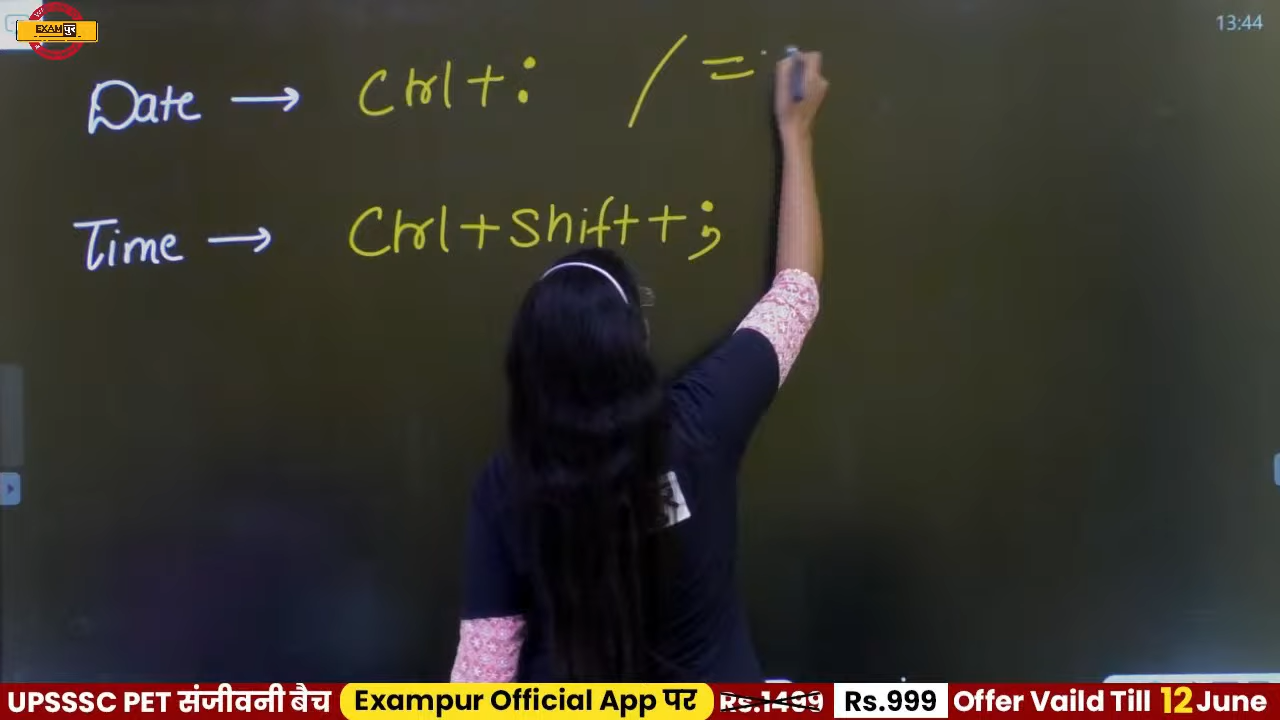 EXAMপুর
13:44
Date → Ctrl + : / =
Time → Ctrl + Shift + ;
UPSSSC PET संजीवनी बैच Exampur Official App पर Rs.1499 Rs.999 Offer Vaild Till 12 June